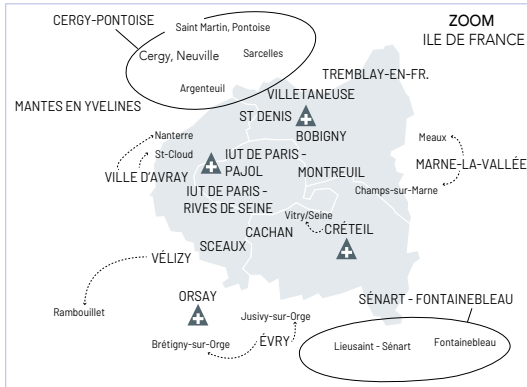 CERGY-PONTOISE
Saint Martin, Pontoise
Cergy, Neuville
Sarcelles
Argenteuil
ZOOM
ILE DE FRANCE
TREMBLAY-EN-FR.
VILLETANEUSE
MANTES EN YVELINES
ST DENIS
BOBIGNY
Nanterre
Meaux
St-Cloud
IUT DE PARIS -
PAJOL
MONTREUIL
MARNE-LA-VALLÉE
VILLE D'AVRAY
IUT DE PARIS -
RIVES DE SEINE
Champs-sur-Marne
Vitry/Seine
CACHAN
CRÉTEIL
SCEAUX
VÉLIZY
ORSAY
SÉNART - FONTAINEBLEAU
Rambouillet
Jusivy-sur-Orge
Brétigny-sur-Orge
ÉVRY
Lieusaint - Sénart
Fontainebleau